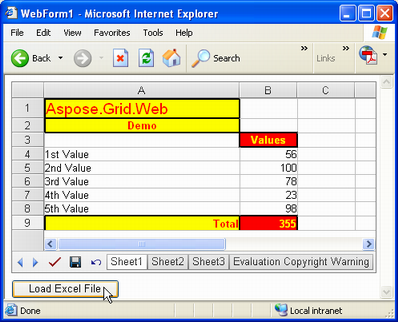 WebForm1 - Microsoft Internet Explorer
File Edit View Favorites Tools Help
Back Search Links
A B C
1 Aspose.Grid.Web
2 Demo
3 Values
4 1st Value 56
5 2nd Value 100
6 3rd Value 78
7 4th Value 23
8 5th Value 98
9 Total 355
Sheet1 Sheet2 Sheet3 Evaluation Copyright Warning
Load Excel File
Done Local intranet